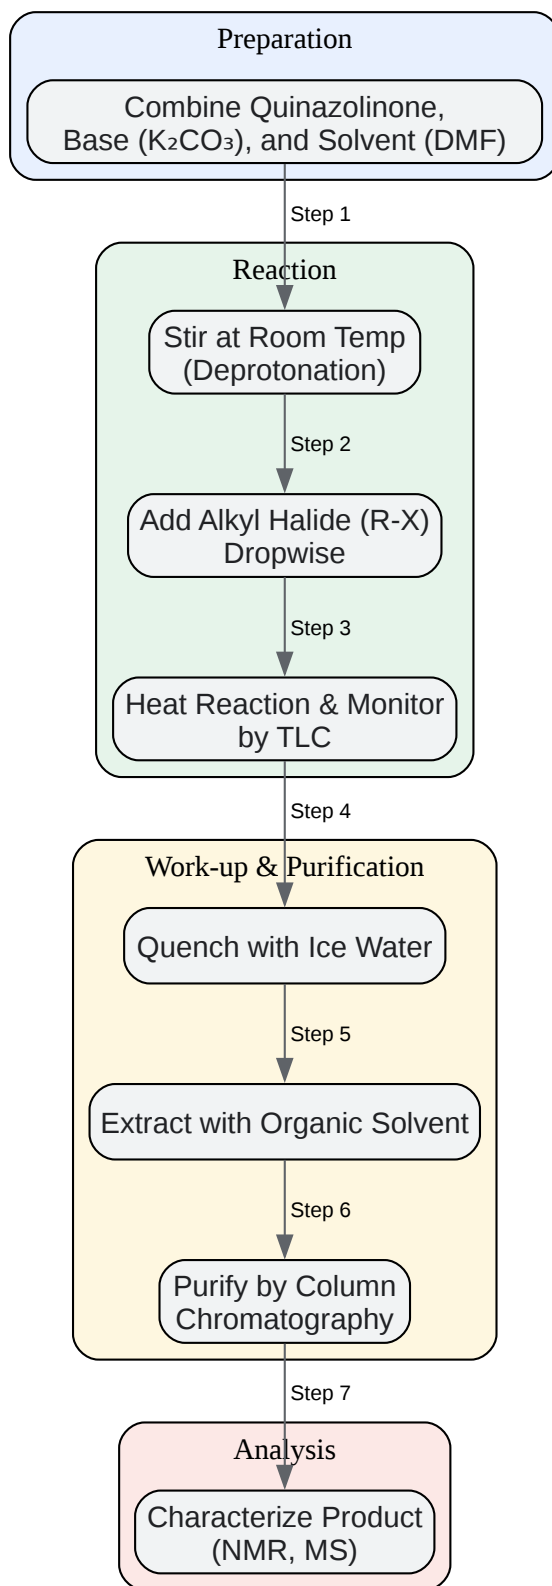 Preparation
Combine Quinazolinone,
Base (K₂CO₃), and Solvent (DMF)
Step 1
Reaction
Stir at Room Temp
(Deprotonation)
Step 2
Add Alkyl Halide (R-X)
Dropwise
Step 3
Heat Reaction & Monitor
by TLC
Step 4
Work-up & Purification
Quench with Ice Water
Step 5
Extract with Organic Solvent
Step 6
Purify by Column
Chromatography
Step 7
Analysis
Characterize Product
(NMR, MS)